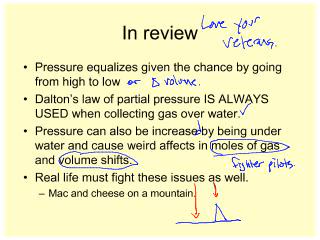 In review Love your
veterans.
• Pressure equalizes given the chance by going
from high to low or Δ volume.
• Dalton's law of partial pressure IS ALWAYS
USED when collecting gas over water.
• Pressure can also be increase by being under
water and cause weird affects in moles of gas
and volume shifts. fighter pilots.
• Real life must fight these issues as well.
– Mac and cheese on a mountain.